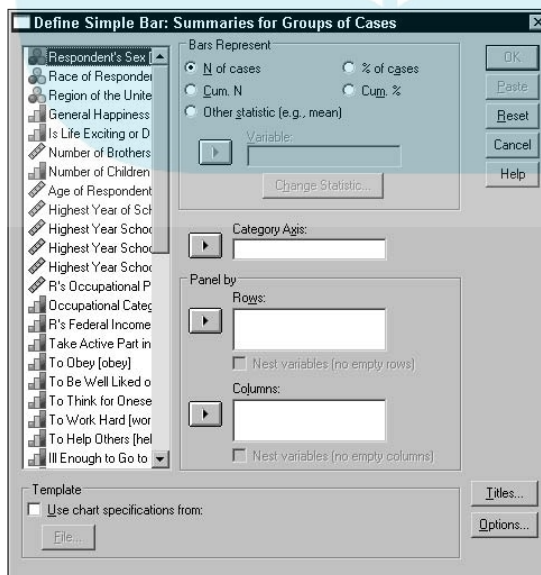 Define Simple Bar: Summaries for Groups of Cases
Respondent's Sex [
Race of Responder
Region of the Unite
General Happiness
Is Life Exciting or D
Number of Brothers
Number of Children
Age of Respondent
Highest Year of Sch
Highest Year Schoo
Highest Year Schoo
Highest Year Schoo
R's Occupational P
Occupational Categ
R's Federal Income
Take Active Part in
To Obey [obey]
To Be Well Liked o
To Think for Onese
To Work Hard [wor
To Help Others [hel
Ill Enough to Go to
Bars Represent
N of cases
% of cases
Cum. N
Cum. %
Other statistic (e.g., mean)
Variable:
Change Statistic...
Category Axis:
Panel by
Rows:
Nest variables (no empty rows)
Columns:
Nest variables (no empty columns)
OK
Paste
Reset
Cancel
Help
Template
Use chart specifications from:
File...
Titles...
Options...